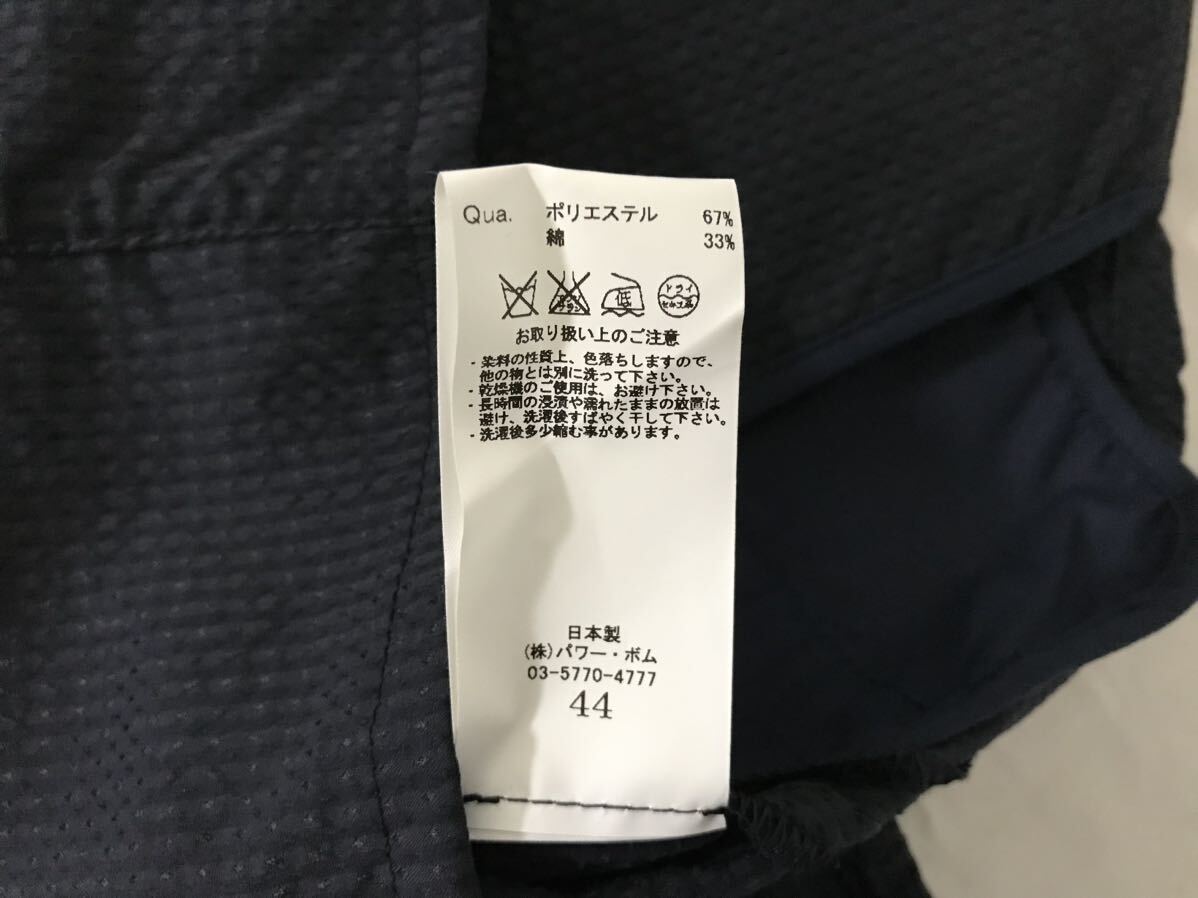 Qua. ポリエステル 67%
綿 33%
低
ドライ
セキユ系
お取り扱い上のご注意
- 染料の性質上、色落ちしますので、
他の物とは別に洗って下さい。
- 乾燥機のご使用は、お避け下さい。
- 長時間の浸漬や濡れたままの放置は
避け、洗濯後すばやく干して下さい。
- 洗濯後多少縮む事があります。
日本製
(株)パワー・ボム
03-5770-4777
44